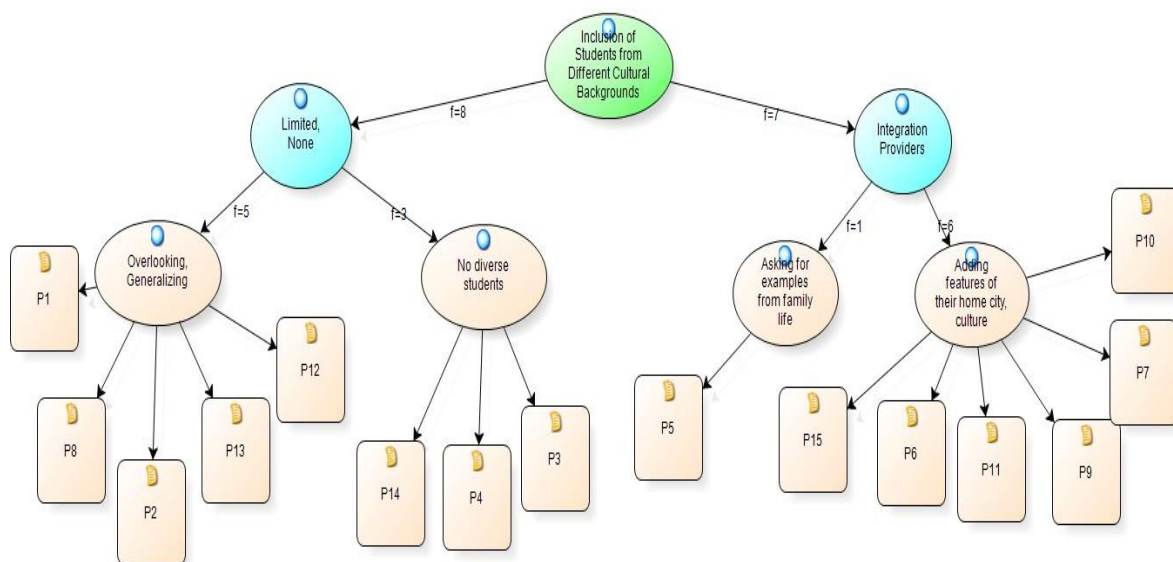 Inclusion of
Students from
Different Cultural
Backgrounds
f=8
f=7
Limited,
None
Integration
Providers
f=5
f=3
f=1
f=6
Overlooking,
Generalizing
No diverse
students
Asking for
examples
from family
life
Adding
features of
their home city,
culture
P10
P1
P12
P7
P8
P13
P2
P14
P4
P3
P5
P15
P6
P11
P9